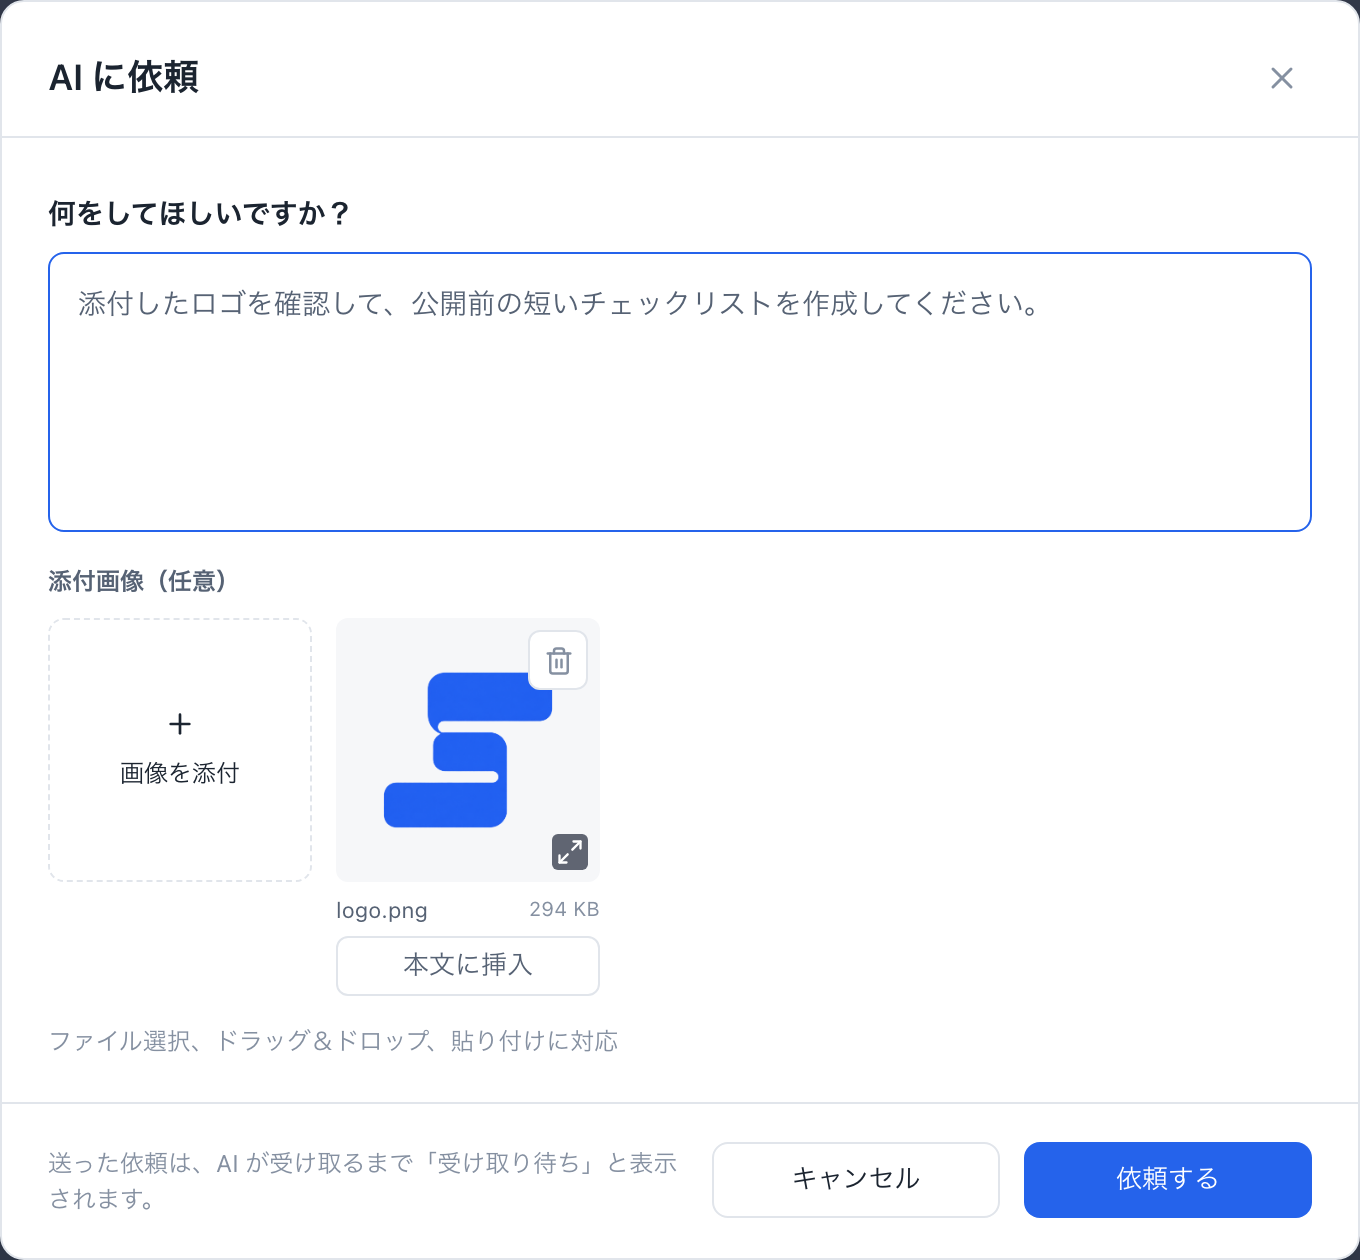 AI に依頼
何をしてほしいですか？
添付したロゴを確認して、公開前の短いチェックリストを作成してください。
添付画像（任意）
画像を添付
logo.png
294 KB
本文に挿入
ファイル選択、ドラッグ＆ドロップ、貼り付けに対応
送った依頼は、AI が受け取るまで「受け取り待ち」と表示
されます。
キャンセル
依頼する